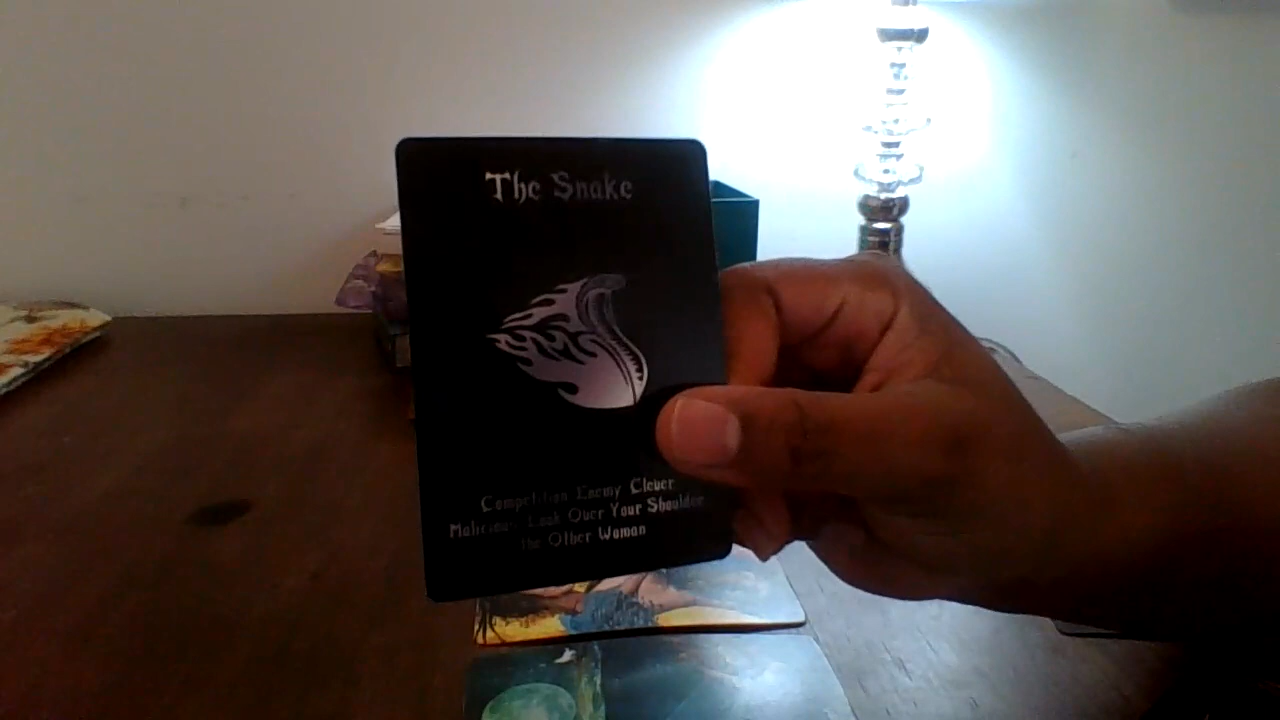 The Snake
Competition Enemy Clever
Malicious Look Over Your Shoulder
the Other Woman